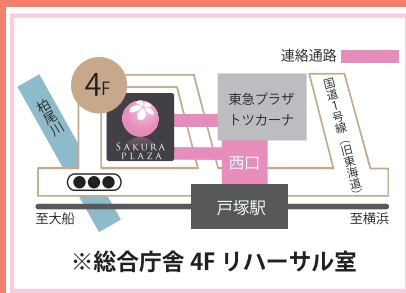 連絡通路
4F
柏尾川
東急プラザ
トツカーナ
国道1号線(旧東海道)
SAKURA
PLAZA
西口
戸塚駅
至大船
至横浜
※総合庁舎 4F リハーサル室